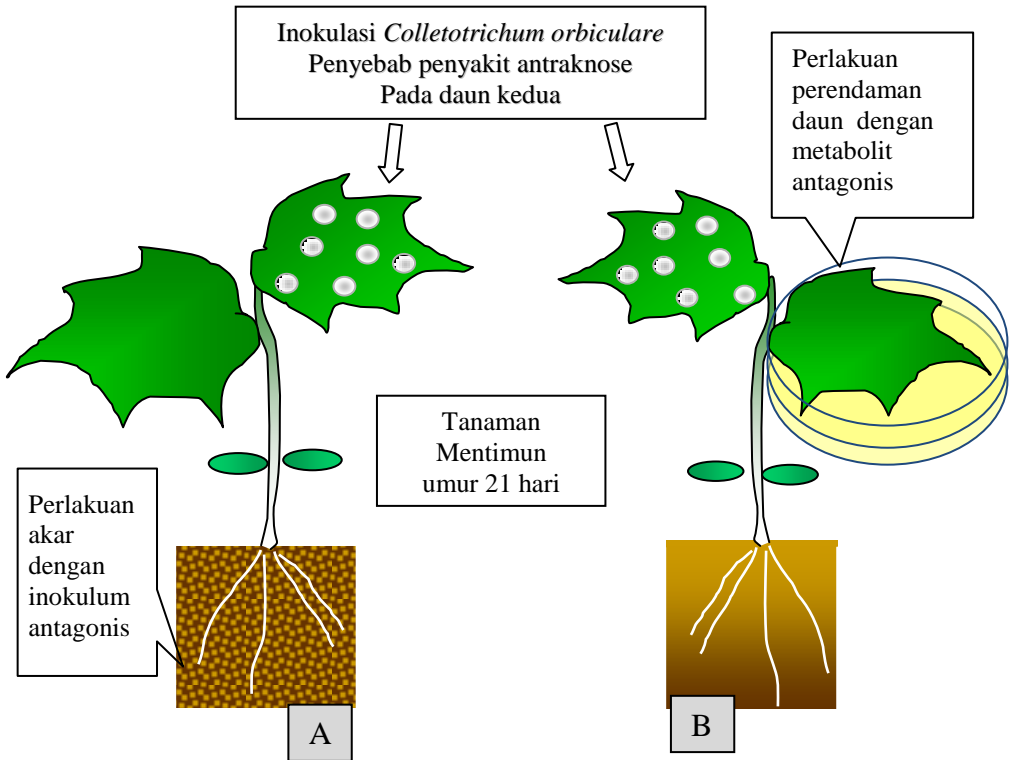 Inokulasi Colletotrichum orbiculare
Penyebab penyakit antraknose
Pada daun kedua
Perlakuan
perendaman
daun dengan
metabolit
antagonis
Tanaman
Mentimun
umur 21 hari
Perlakuan
akar
dengan
inokulum
antagonis
A
B